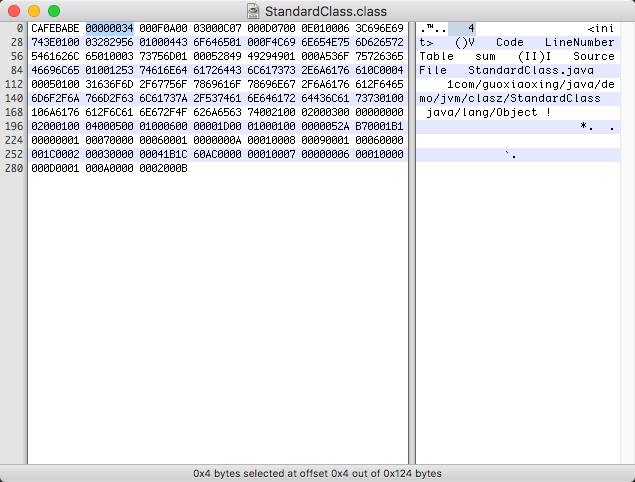 StandardClass.class
0 CAFEBABE 00000034 000F0A00 03000C07 000D0700 0E010006 3C696E69 .™.. 4 <ini
28 743E0100 03282956 01000443 6F646501 000F4C69 6E654E75 6D626572 t> ()V Code LineNumber
56 5461626C 65010003 73756D01 00052849 49294901 000A536F 75726365 Table sum (II)I Source
84 46696C65 01001253 74616E64 61726443 6C617373 2E6A6176 610C0004 File StandardClass.java
112 00050100 31636F6D 2F67756F 7869616F 78696E67 2F6A6176 612F6465 1com/guoxiaoxing/java/de
140 6D6F2F6A 766D2F63 6C61737A 2F537461 6E646172 64436C61 73730100 mo/jvm/clasz/StandardClass
168 106A6176 612F6C61 6E672F4F 626A6563 74002100 02000300 00000000 java/lang/Object !
196 02000100 04000500 01000600 00001D00 01000100 0000052A B70001B1 *. .
224 00000001 00070000 00060001 0000000A 00010008 00090001 00060000
252 001C0002 00030000 00041B1C 60AC0000 00010007 00000006 00010000 `.
280 000D0001 000A0000 0002000B
0x4 bytes selected at offset 0x4 out of 0x124 bytes